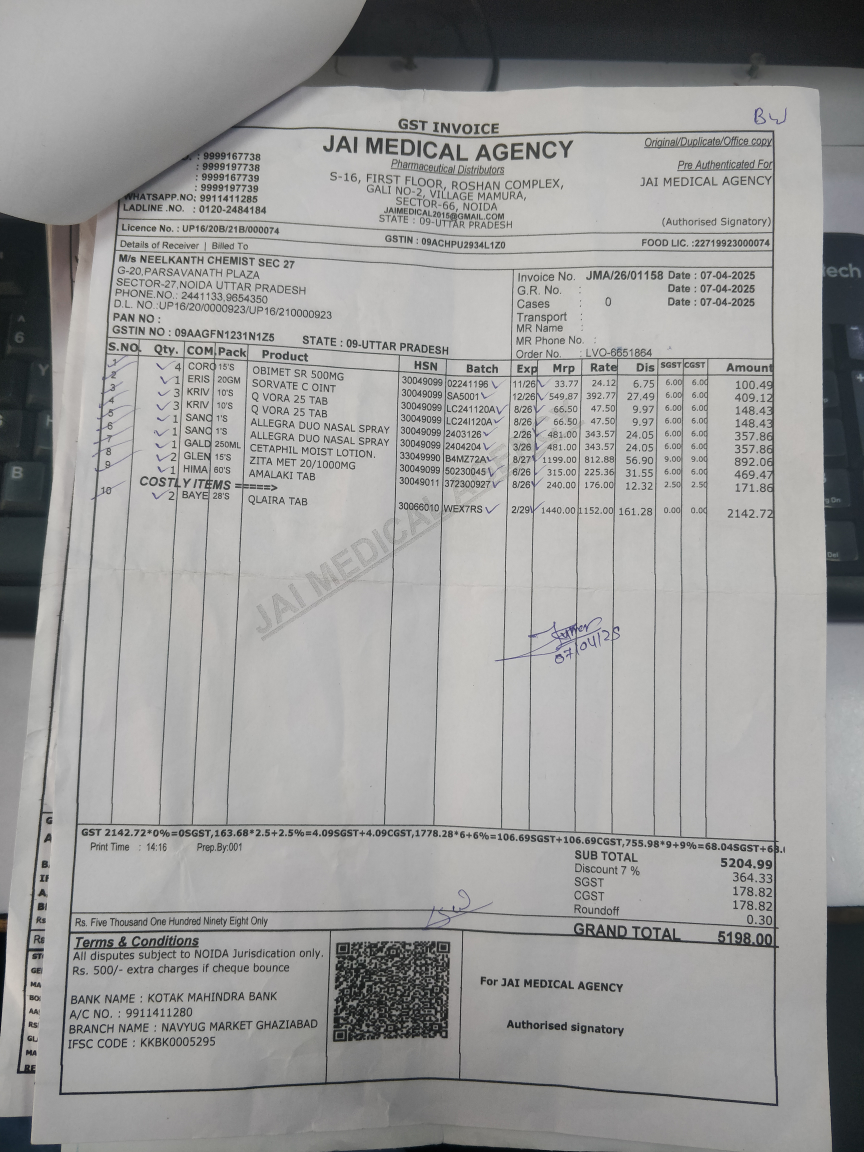 BW
GST INVOICE
Original/Duplicate/Office copy
JAI MEDICAL AGENCY
Pharmaceutical Distributors
Pre Authenticated For
S-16, FIRST FLOOR, ROSHAN COMPLEX,
JAI MEDICAL AGENCY
GALI NO-2, VILLAGE MAMURA,
SECTOR-66, NOIDA
JAIMEDICAL2015@GMAIL.COM
STATE : 09-UTTAR PRADESH
(Authorised Signatory)
: 9999167738
: 9999197738
: 9999167739
: 9999197739
WHATSAPP.NO; 9911411285
LADLINE .NO. : 0120-2484184
Licence No. : UP16/20B/21B/000074
GSTIN : 09ACHPU2934L1Z0
FOOD LIC. :22719923000074
Details of Receiver | Billed To
M/s NEELKANTH CHEMIST SEC 27
G-20,PARSAVANATH PLAZA
SECTOR-27,NOIDA UTTAR PRADESH
PHONE.NO.: 2441133,9654350
D.L. NO.:UP16/20/0000923/UP16/210000923
PAN NO :
GSTIN NO : 09AAGFN1231N1Z5 STATE : 09-UTTAR PRADESH
Invoice No. JMA/26/01158 Date : 07-04-2025
G.R. No. : Date : 07-04-2025
Cases : 0 Date : 07-04-2025
Transport :
MR Name :
MR Phone No. :
Order No. : LVO-6651864
S.NO. Qty. COM. Pack Product HSN Batch Exp Mrp Rate Dis SGST CGST Amount
1 4 CORO 15'S OBIMET SR 500MG 30049099 02241196 11/26 33.77 24.12 6.75 6.00 6.00 100.49
2 1 ERIS 20GM SORVATE C OINT 30049099 SA5001 12/26 549.87 392.77 27.49 6.00 6.00 409.12
3 3 KRIV 10'S Q VORA 25 TAB 30049099 LC241120A 8/26 66.50 47.50 9.97 6.00 6.00 148.43
4 3 KRIV 10'S Q VORA 25 TAB 30049099 LC24I120A 8/26 66.50 47.50 9.97 6.00 6.00 148.43
5 1 SANO 1'S ALLEGRA DUO NASAL SPRAY 30049099 2403126 2/26 481.00 343.57 24.05 6.00 6.00 357.86
6 1 SANO 1'S ALLEGRA DUO NASAL SPRAY 30049099 2404204 3/26 481.00 343.57 24.05 6.00 6.00 357.86
7 1 GALD 250ML CETAPHIL MOIST LOTION. 33049990 B4MZ72A 8/27 1199.00 812.88 56.90 9.00 9.00 892.06
8 2 GLEN 15'S ZITA MET 20/1000MG 30049099 50230045 6/26 315.00 225.36 31.55 6.00 6.00 469.47
9 1 HIMA 60'S AMALAKI TAB 30049011 372300927 8/26 240.00 176.00 12.32 2.50 2.50 171.86
COSTLY ITEMS =====>
10 2 BAYE 28'S QLAIRA TAB 30066010 WEX7RS 2/29 1440.00 1152.00 161.28 0.00 0.00 2142.72
JAI MEDICAL
07/04/25
GST 2142.72*0%=0SGST,163.68*2.5+2.5%=4.09SGST+4.09CGST,1778.28*6+6%=106.69SGST+106.69CGST,755.98*9+9%=68.04SGST+68.0
Print Time : 14:16 Prep.By:001
SUB TOTAL 5204.99
Discount 7 % 364.33
SGST 178.82
CGST 178.82
Roundoff 0.30
Rs. Five Thousand One Hundred Ninety Eight Only
GRAND TOTAL 5198.00
Terms & Conditions
All disputes subject to NOIDA Jurisdication only.
Rs. 500/- extra charges if cheque bounce
BANK NAME : KOTAK MAHINDRA BANK
A/C NO. : 9911411280
BRANCH NAME : NAVYUG MARKET GHAZIABAD
IFSC CODE : KKBK0005295
For JAI MEDICAL AGENCY
Authorised signatory